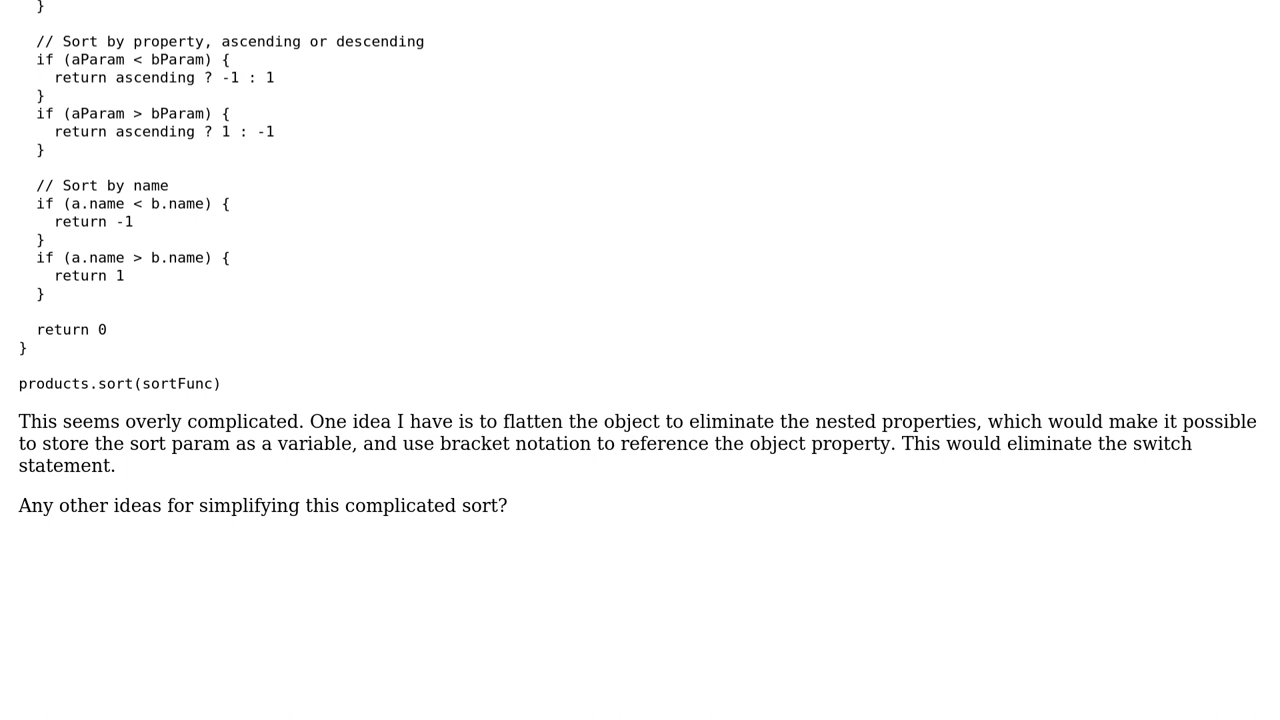 }
// Sort by property, ascending or descending
if (aParam < bParam) {
return ascending ? -1 : 1
}
if (aParam > bParam) {
return ascending ? 1 : -1
}
// Sort by name
if (a.name < b.name) {
return -1
}
if (a.name > b.name) {
return 1
}
return 0
}
products.sort(sortFunc)
This seems overly complicated. One idea I have is to flatten the object to eliminate the nested properties, which would make it possible
to store the sort param as a variable, and use bracket notation to reference the object property. This would eliminate the switch
statement.
Any other ideas for simplifying this complicated sort?